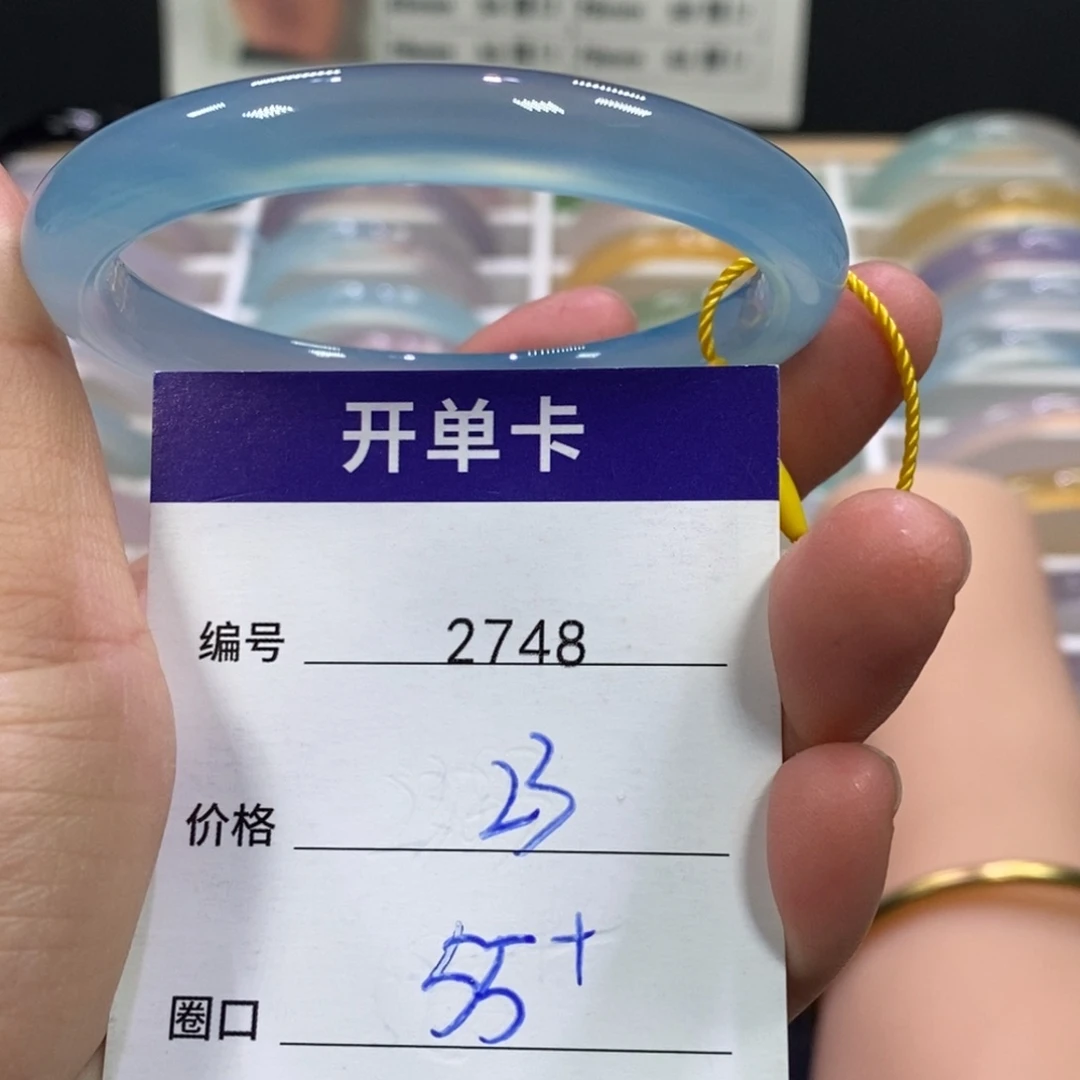 开单卡
编号 2748
价格 23
圈口 55+